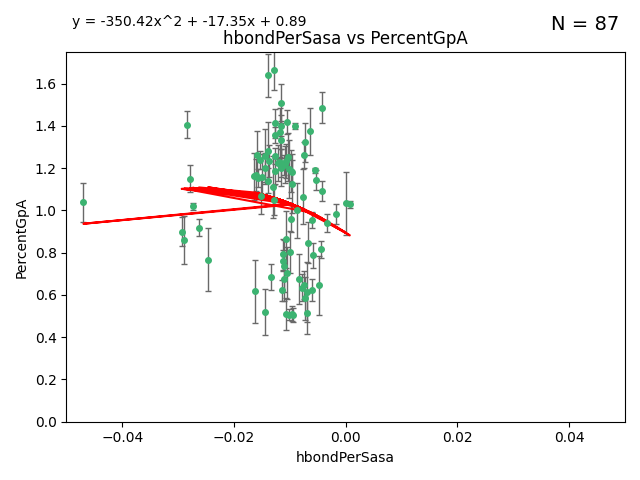 y = -350.42x^2 + -17.35x + 0.89
N = 87
hbondPerSasa vs PercentGpA
PercentGpA
1.6
1.4
1.2
1.0
0.8
0.6
0.4
0.2
0.0
−0.04 −0.02 0.00 0.02 0.04
hbondPerSasa